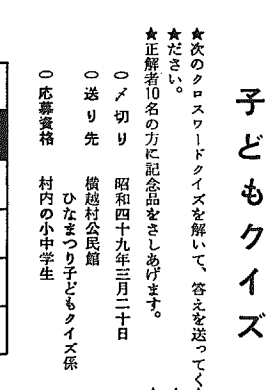 子どもクイズ
★次のクロスワードクイズを解いて、答えを送ってく
★ださい。
★正解者10名の方に記念品をさしあげます。
○〆切り 昭和四十九年三月二十日
○送り先 横越村公民館
ひなまつり子どもクイズ係
○応募資格 村内の小中学生